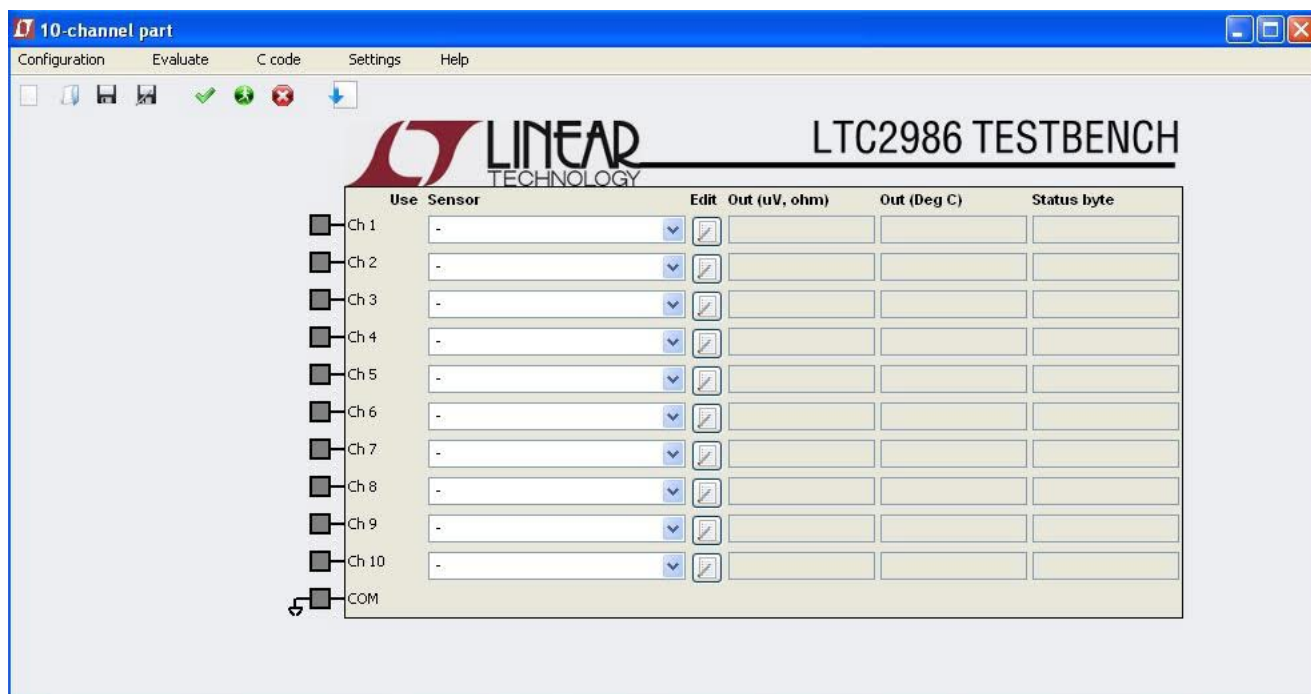 10-channel part
Configuration Evaluate C code Settings Help
LINEAR TECHNOLOGY
LTC2986 TESTBENCH
Use Sensor Edit Out (uV, ohm) Out (Deg C) Status byte
Ch 1 -
Ch 2 -
Ch 3 -
Ch 4 -
Ch 5 -
Ch 6 -
Ch 7 -
Ch 8 -
Ch 9 -
Ch 10 -
COM